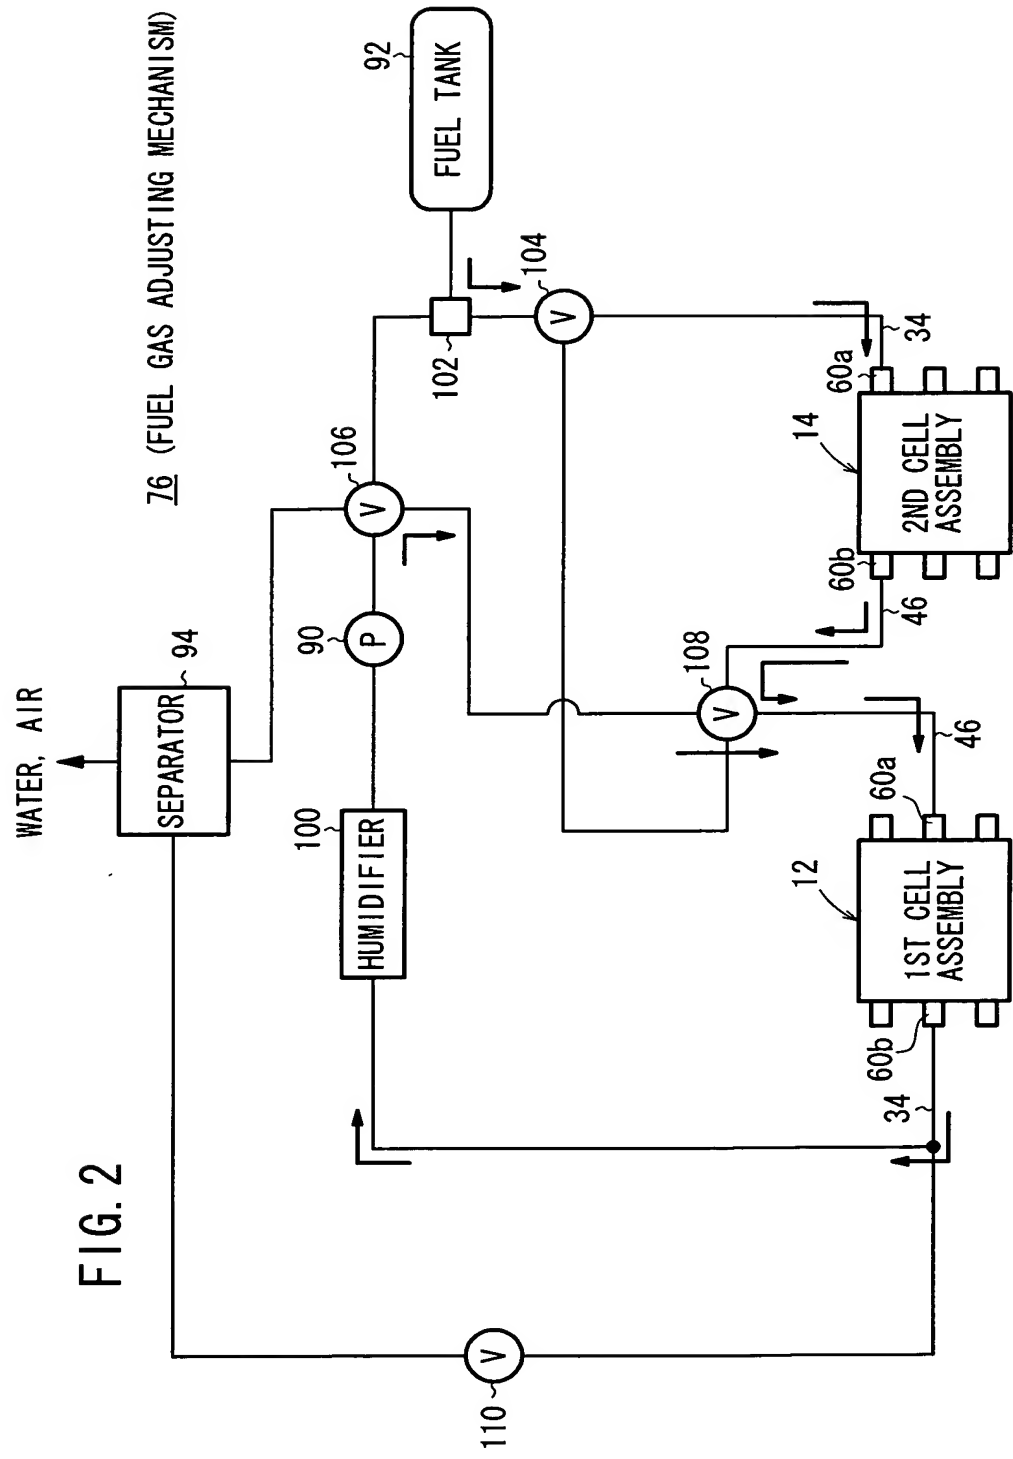 FIG. 2
76 (FUEL GAS ADJUSTING MECHANISM)
WATER, AIR
SEPARATOR
94
106
V
92
FUEL TANK
102
104
V
90
P
100
HUMIDIFIER
110
V
108
V
46
60a
12
1ST CELL
ASSEMBLY
60b
34
46
60b
14
2ND CELL
ASSEMBLY
60a
34